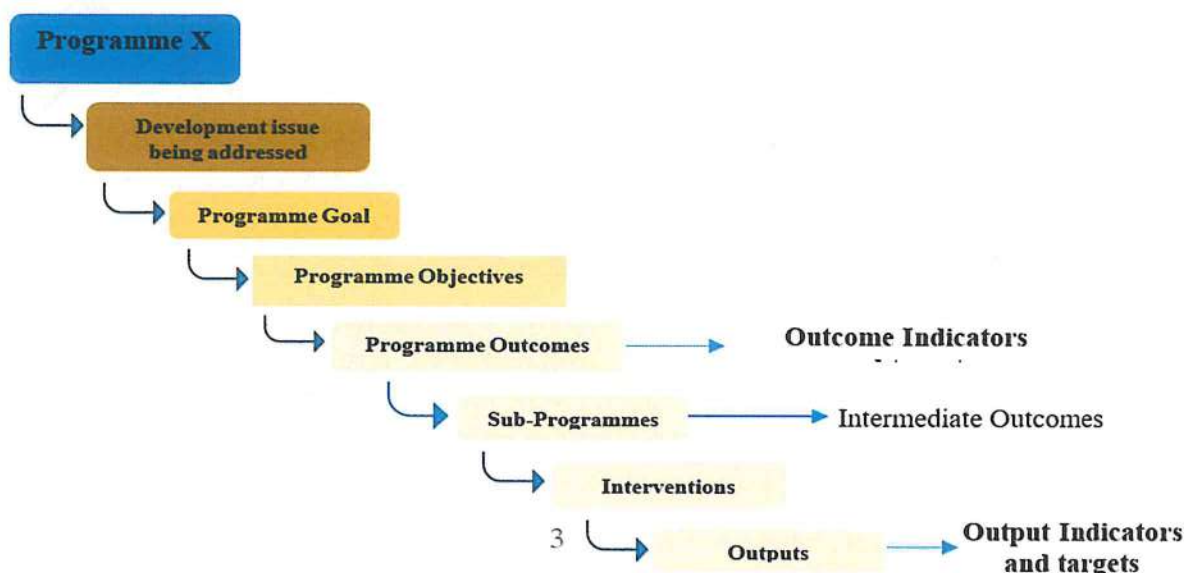 Programme X
Development issue
being addressed
Programme Goal
Programme Objectives
Programme Outcomes
Outcome Indicators
Sub-Programmes
Intermediate Outcomes
Interventions
3
Outputs
Output Indicators
and targets